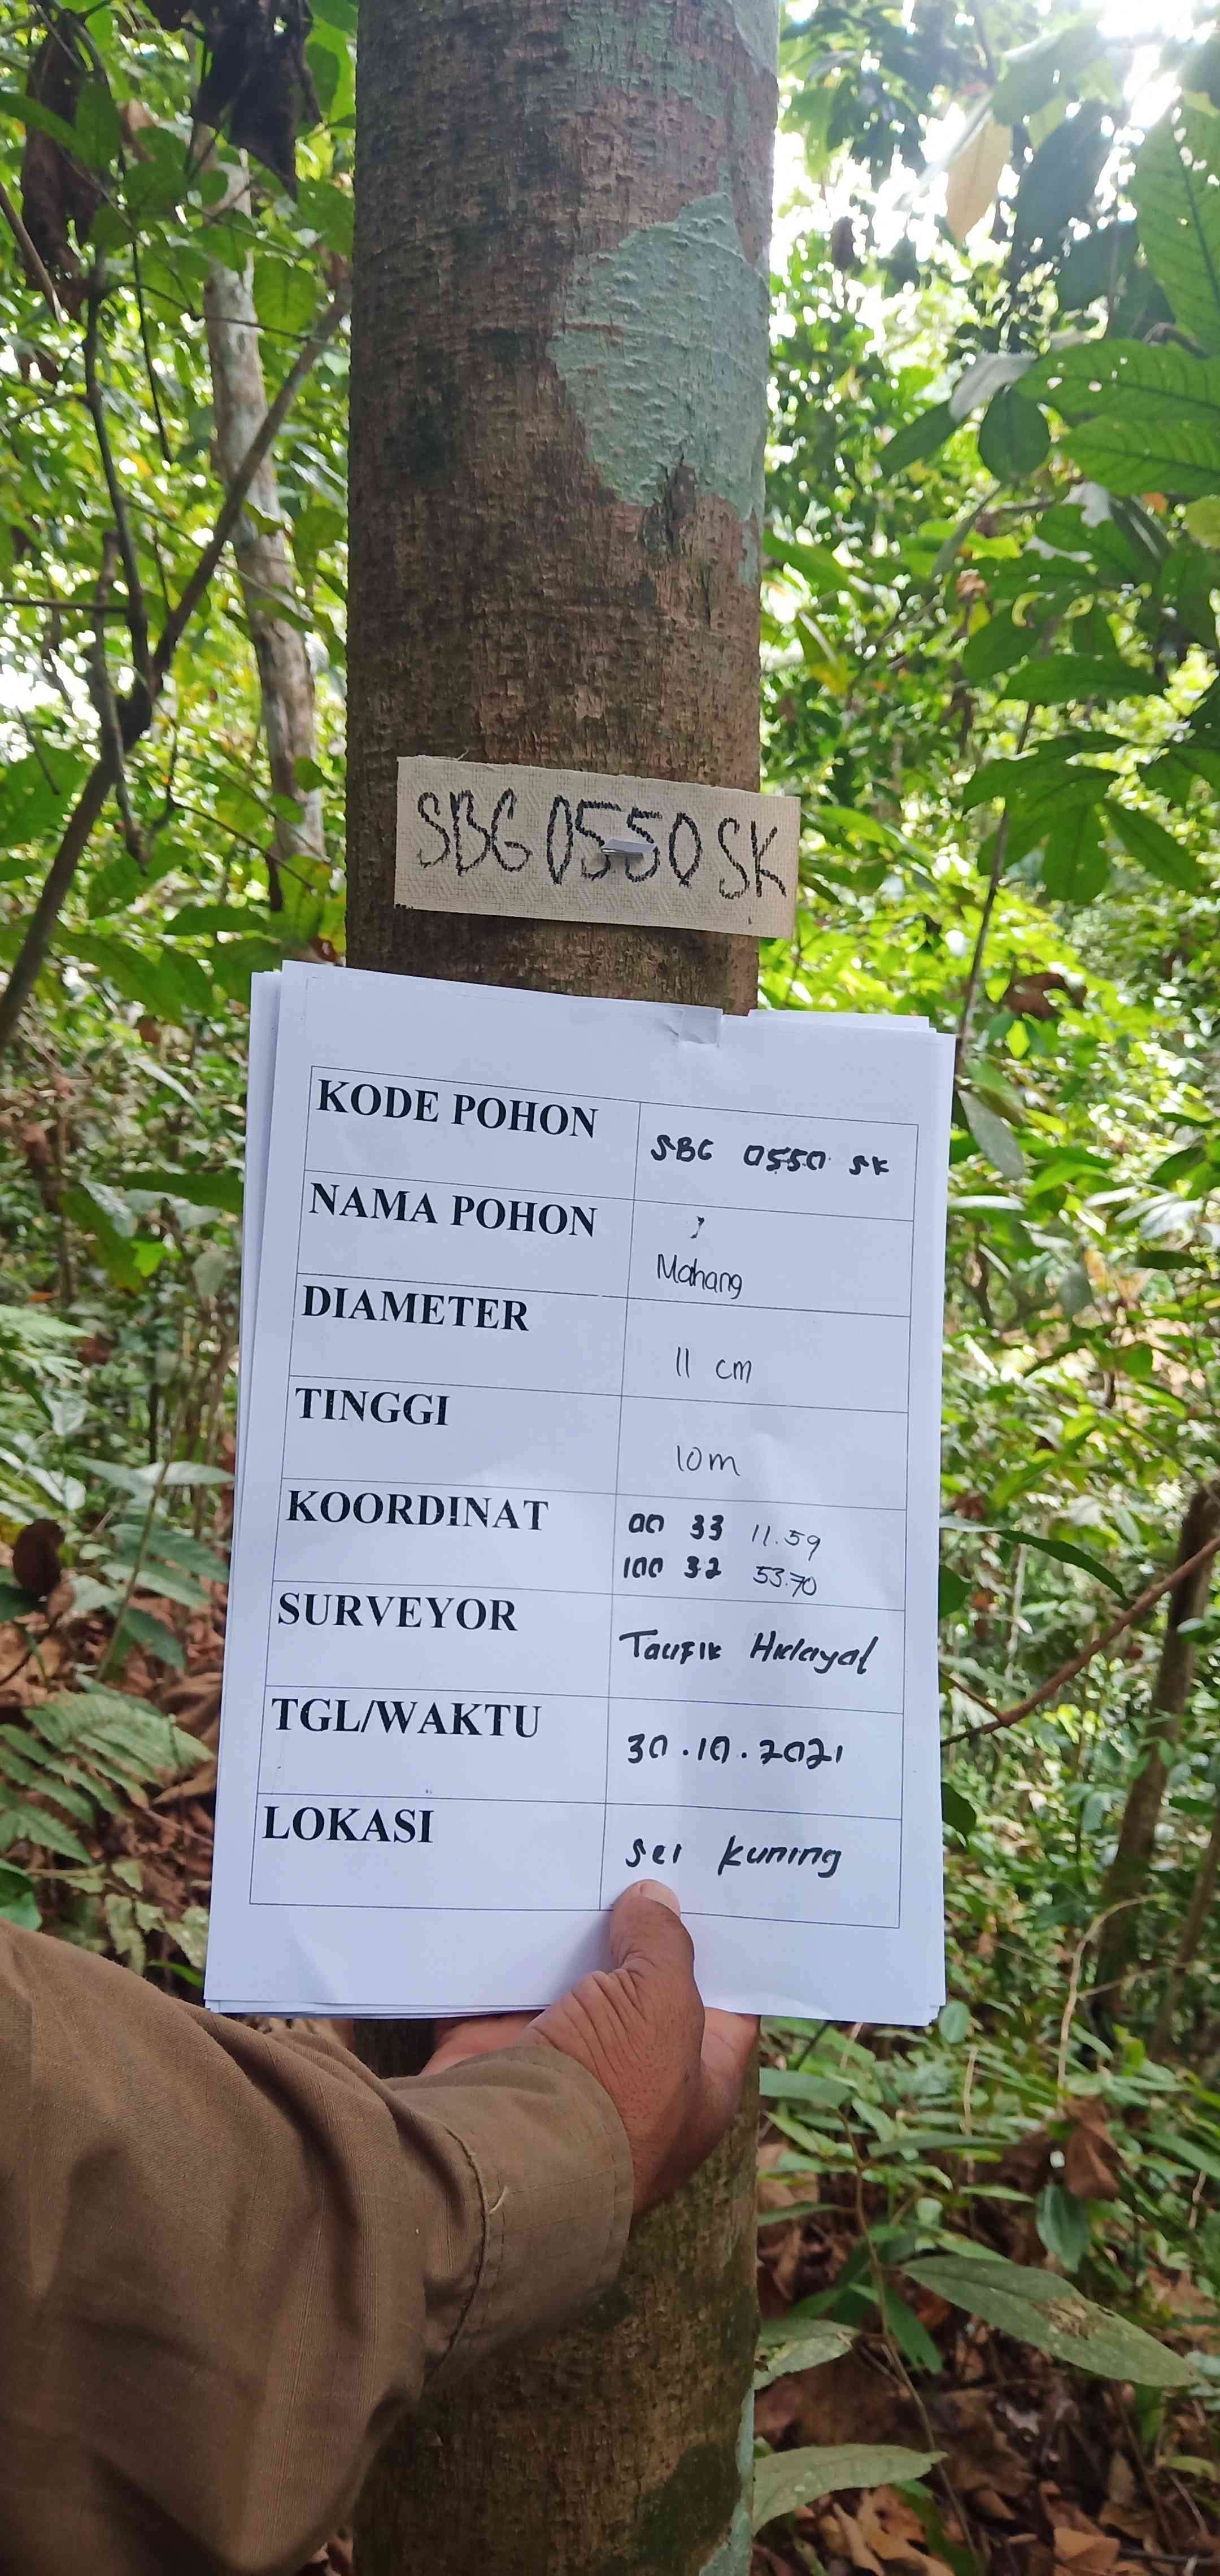 SBG 0550 SK
KODE POHON SBG 0550 SK
NAMA POHON Mahang
DIAMETER 11 cm
TINGGI 10m
KOORDINAT 00 33 11.59
100 32 53.70
SURVEYOR Taufik Hidayat
TGL/WAKTU 30.10.2021
LOKASI Sei kuning